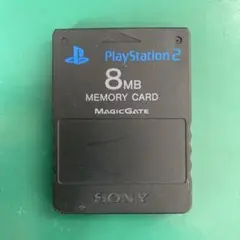 PlayStation 2
8MB
MEMORY CARD
MAGICGATE
SONY